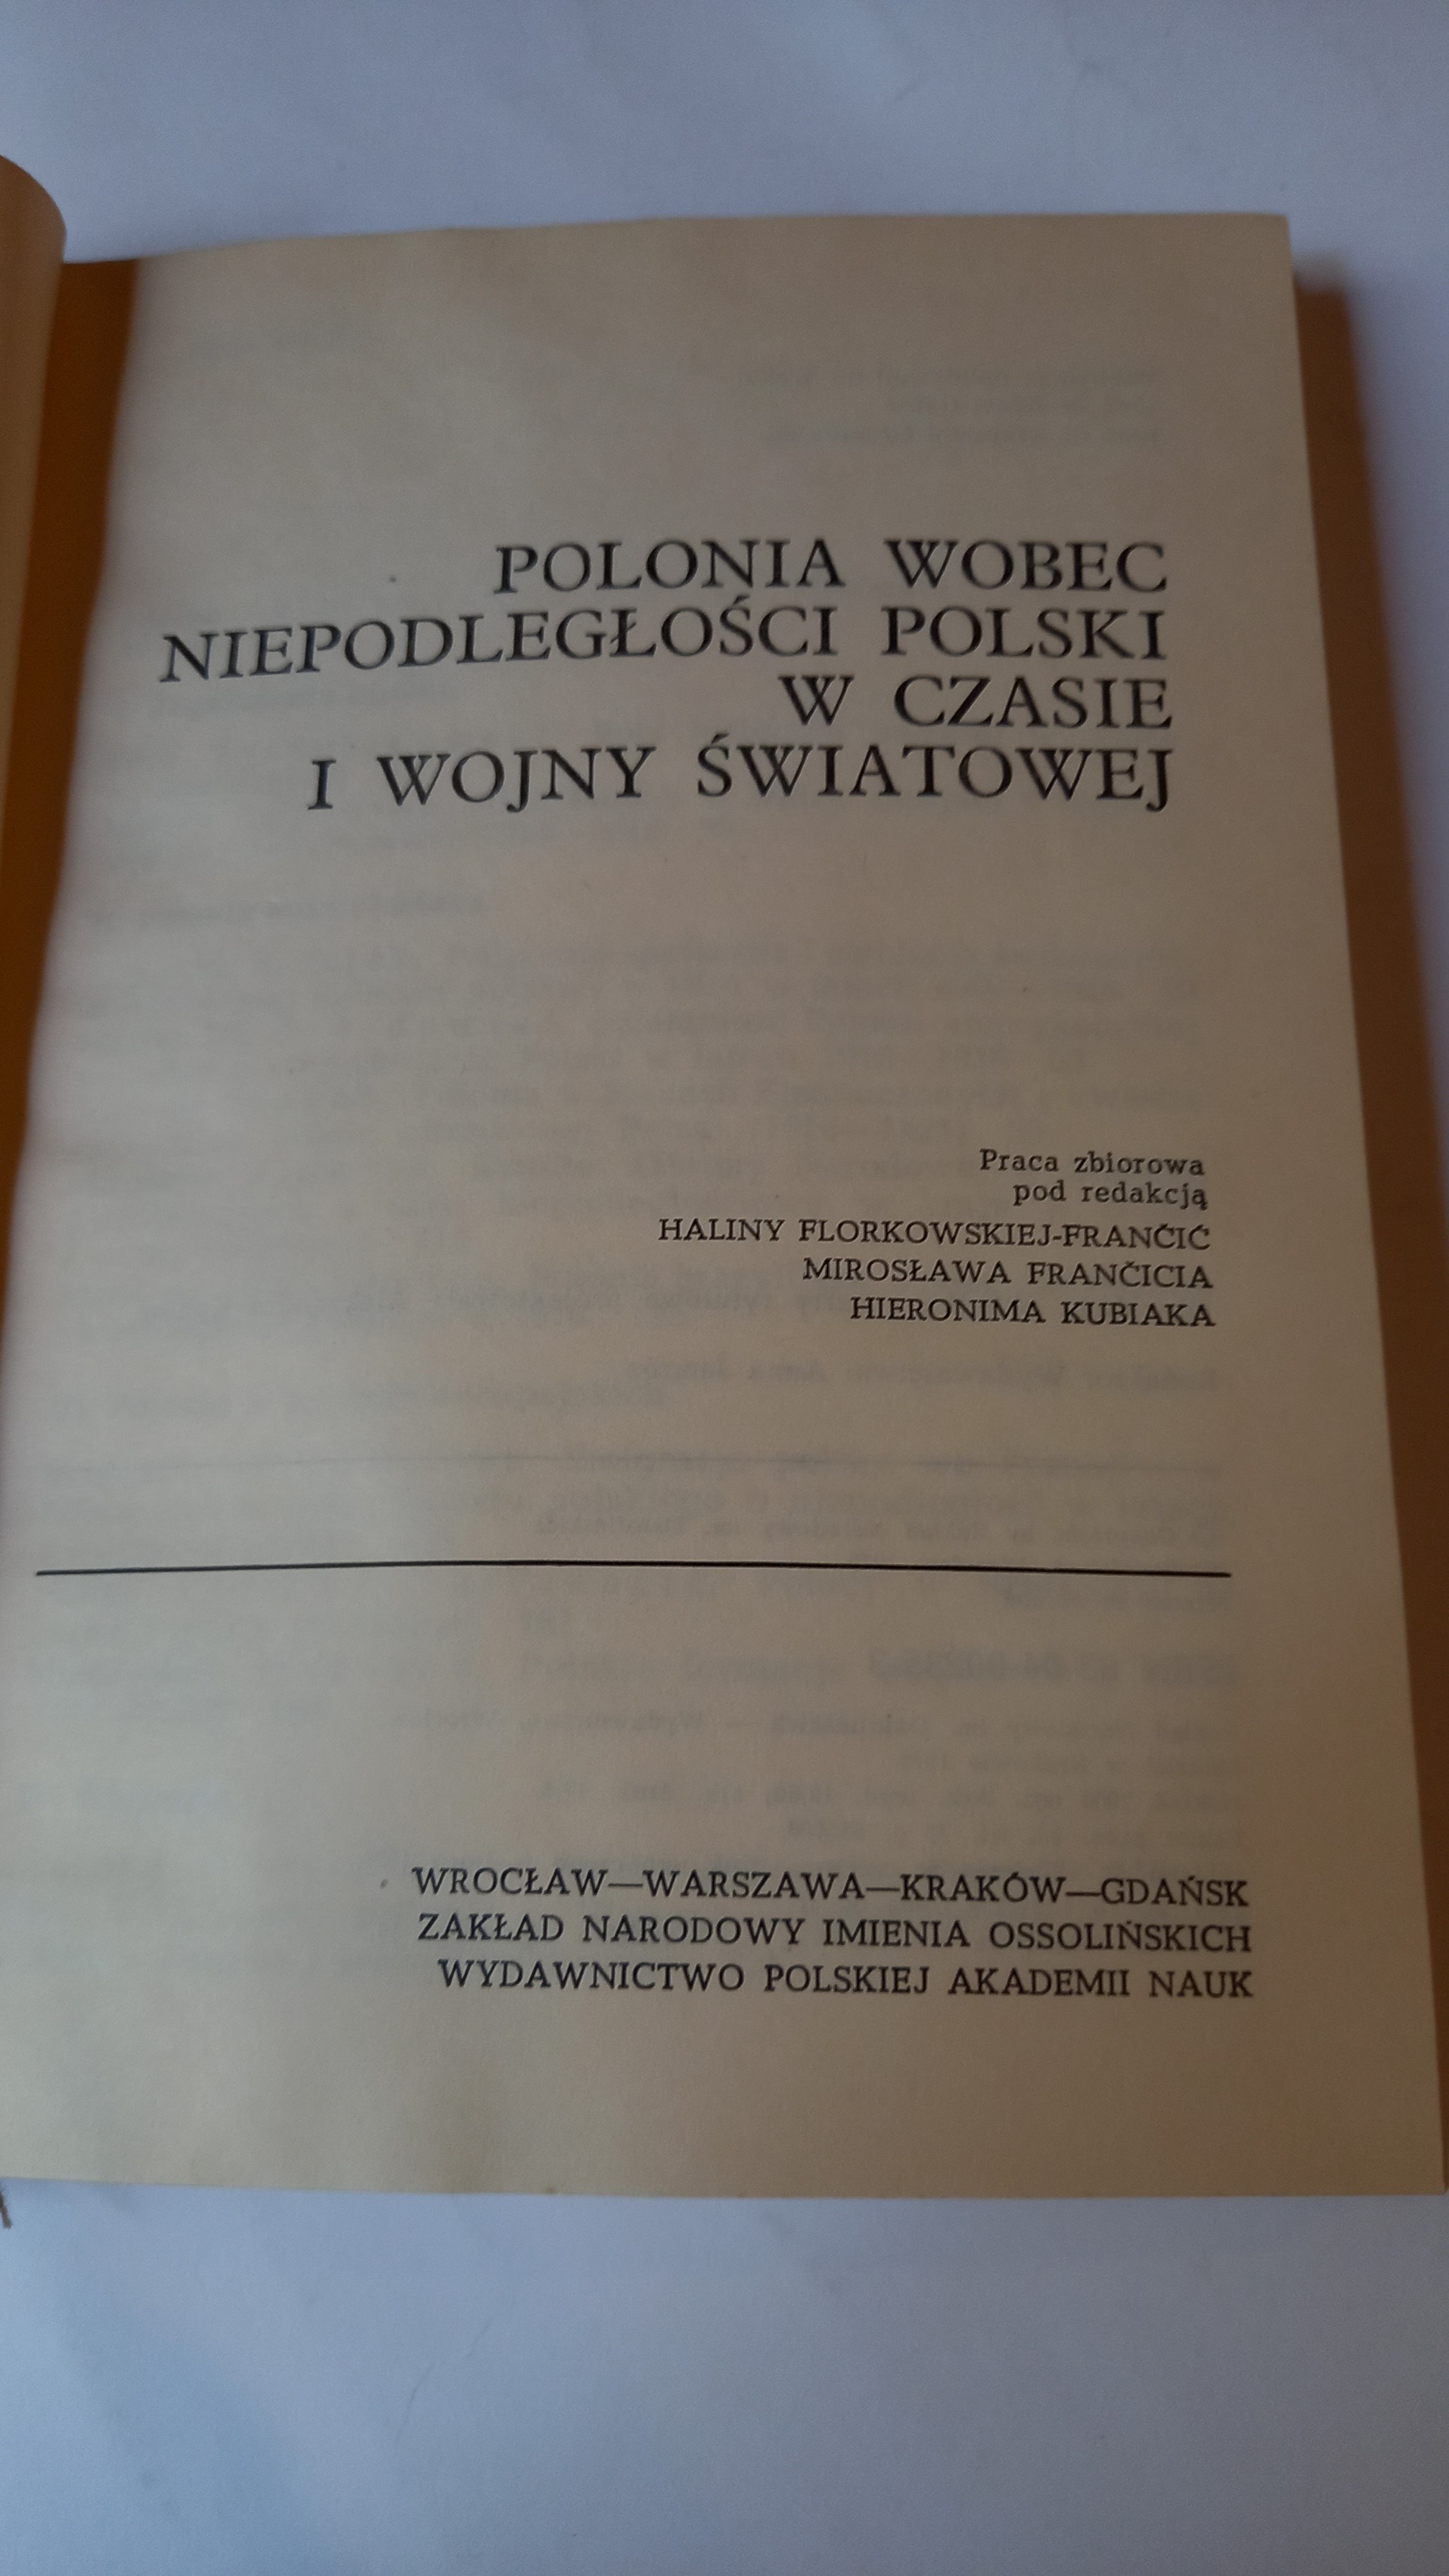 POLONIA WOBEC
NIEPODLEGŁOŚCI POLSKI
W CZASIE
I WOJNY ŚWIATOWEJ
Praca zbiorowa
pod redakcją
HALINY FLORKOWSKIEJ-FRANČIĆ
MIROSŁAWA FRANČICIA
HIERONIMA KUBIAKA
WROCŁAW—WARSZAWA—KRAKÓW—GDAŃSK
ZAKŁAD NARODOWY IMIENIA OSSOLIŃSKICH
WYDAWNICTWO POLSKIEJ AKADEMII NAUK